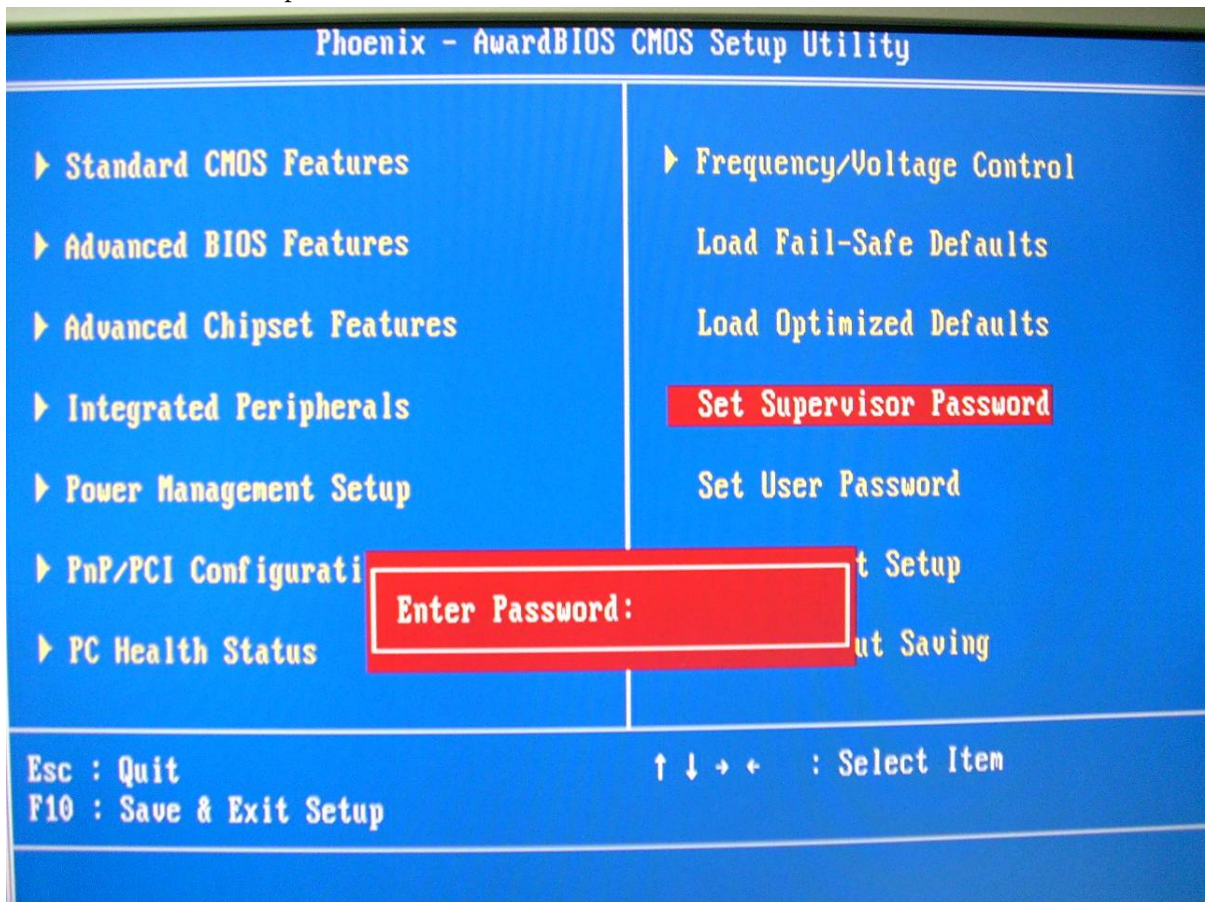 Phoenix - AwardBIOS CMOS Setup Utility
Standard CMOS Features
Advanced BIOS Features
Advanced Chipset Features
Integrated Peripherals
Power Management Setup
PnP/PCI Configurati
PC Health Status
Frequency/Voltage Control
Load Fail-Safe Defaults
Load Optimized Defaults
Set Supervisor Password
Set User Password
t Setup
ut Saving
Enter Password:
Esc : Quit
F10 : Save & Exit Setup
↑ ↓ → ← : Select Item